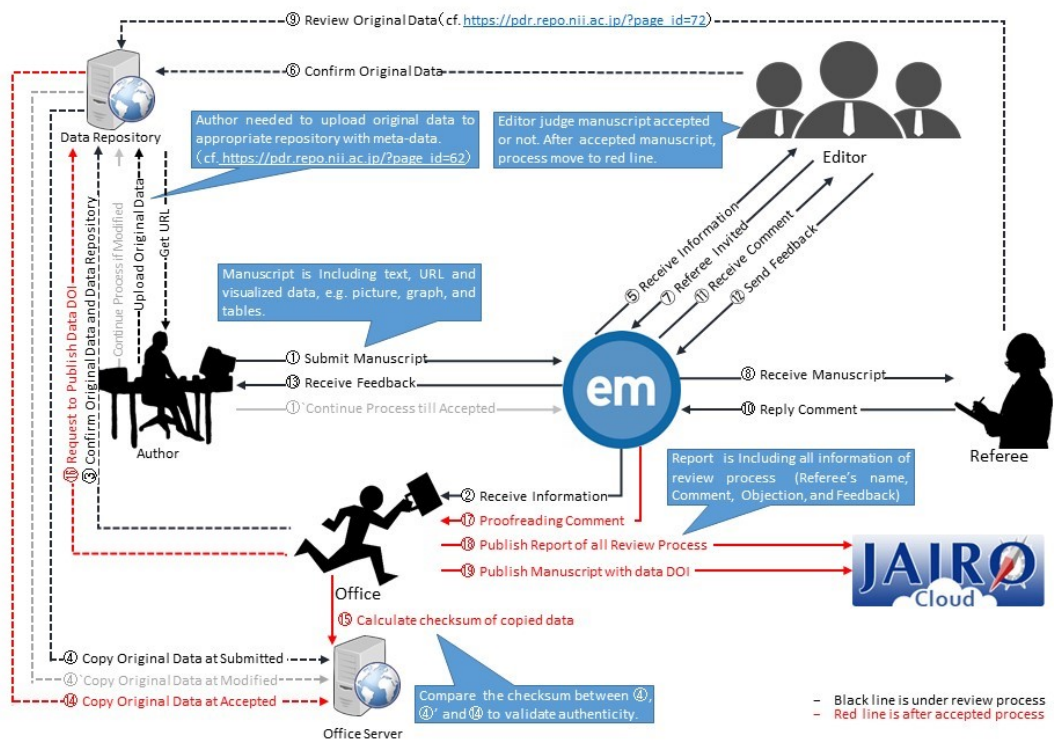 ⑨ Review Original Data(cf. https://pdr.repo.nii.ac.jp/?page_id=72)
⑥ Confirm Original Data
Data Repository
Author needed to upload original data to
appropriate repository with meta-data.
(cf. https://pdr.repo.nii.ac.jp/?page_id=62)
Editor judge manuscript accepted
or not. After accepted manuscript,
process move to red line.
Editor
⑯ Request to Publish Data DOI
③ Confirm Original Data and Data Repository
Continue Process if Modified
Upload Original Data
Get URL
⑤ Receive Information
⑦ Referee Invited
⑪ Receive Comment
⑫ Send Feedback
Manuscript is Including text, URL and
visualized data, e.g. picture, graph, and
tables.
① Submit Manuscript
⑬ Receive Feedback
①`Continue Process till Accepted
em
⑧ Receive Manuscript
⑩ Reply Comment
Author
Referee
Report is Including all information of
review process (Referee's name,
Comment, Objection, and Feedback)
② Receive Information
⑰ Proofreading Comment
⑱ Publish Report of all Review Process
⑲ Publish Manuscript with data DOI
JAIRO
Cloud
Office
⑮ Calculate checksum of copied data
④ Copy Original Data at Submitted
④`Copy Original Data at Modified
⑭ Copy Original Data at Accepted
Office Server
Compare the checksum between ④,
④' and ⑭ to validate authenticity.
– Black line is under review process
– Red line is after accepted process